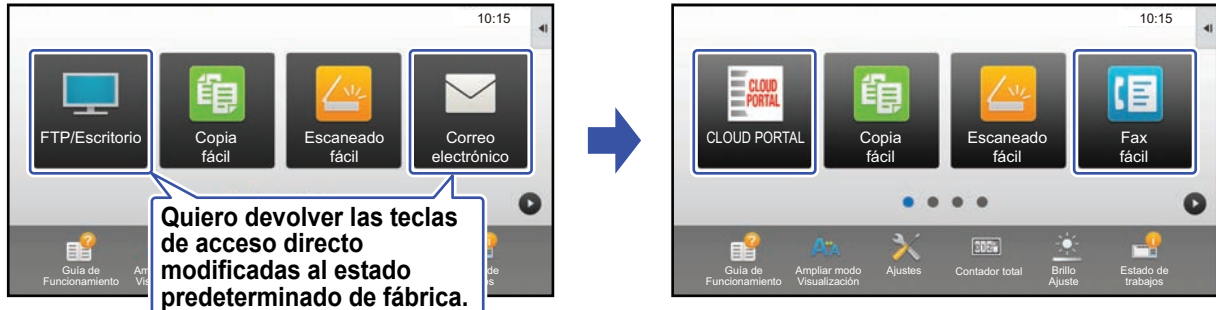 10:15
FTP/Escritorio
Copia
fácil
Escaneado
fácil
Correo
electrónico
Quiero devolver las teclas
de acceso directo
modificadas al estado
predeterminado de fábrica.
Guía de
Funcionamiento
10:15
CLOUD
PORTAL
CLOUD PORTAL
Copia
fácil
Escaneado
fácil
Fax
fácil
Guía de
Funcionamiento
Ampliar modo
Visualización
Ajustes
Contador total
Brillo
Ajuste
Estado de
trabajos